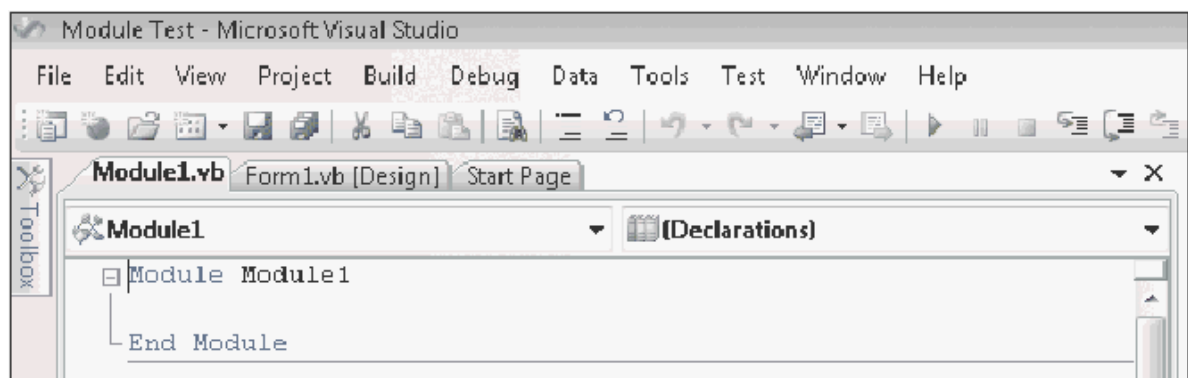 Module Test - Microsoft Visual Studio
File Edit View Project Build Debug Data Tools Test Window Help
Module1.vb Form1.vb [Design] Start Page
Toolbox
Module1 (Declarations)
Module Module1
End Module